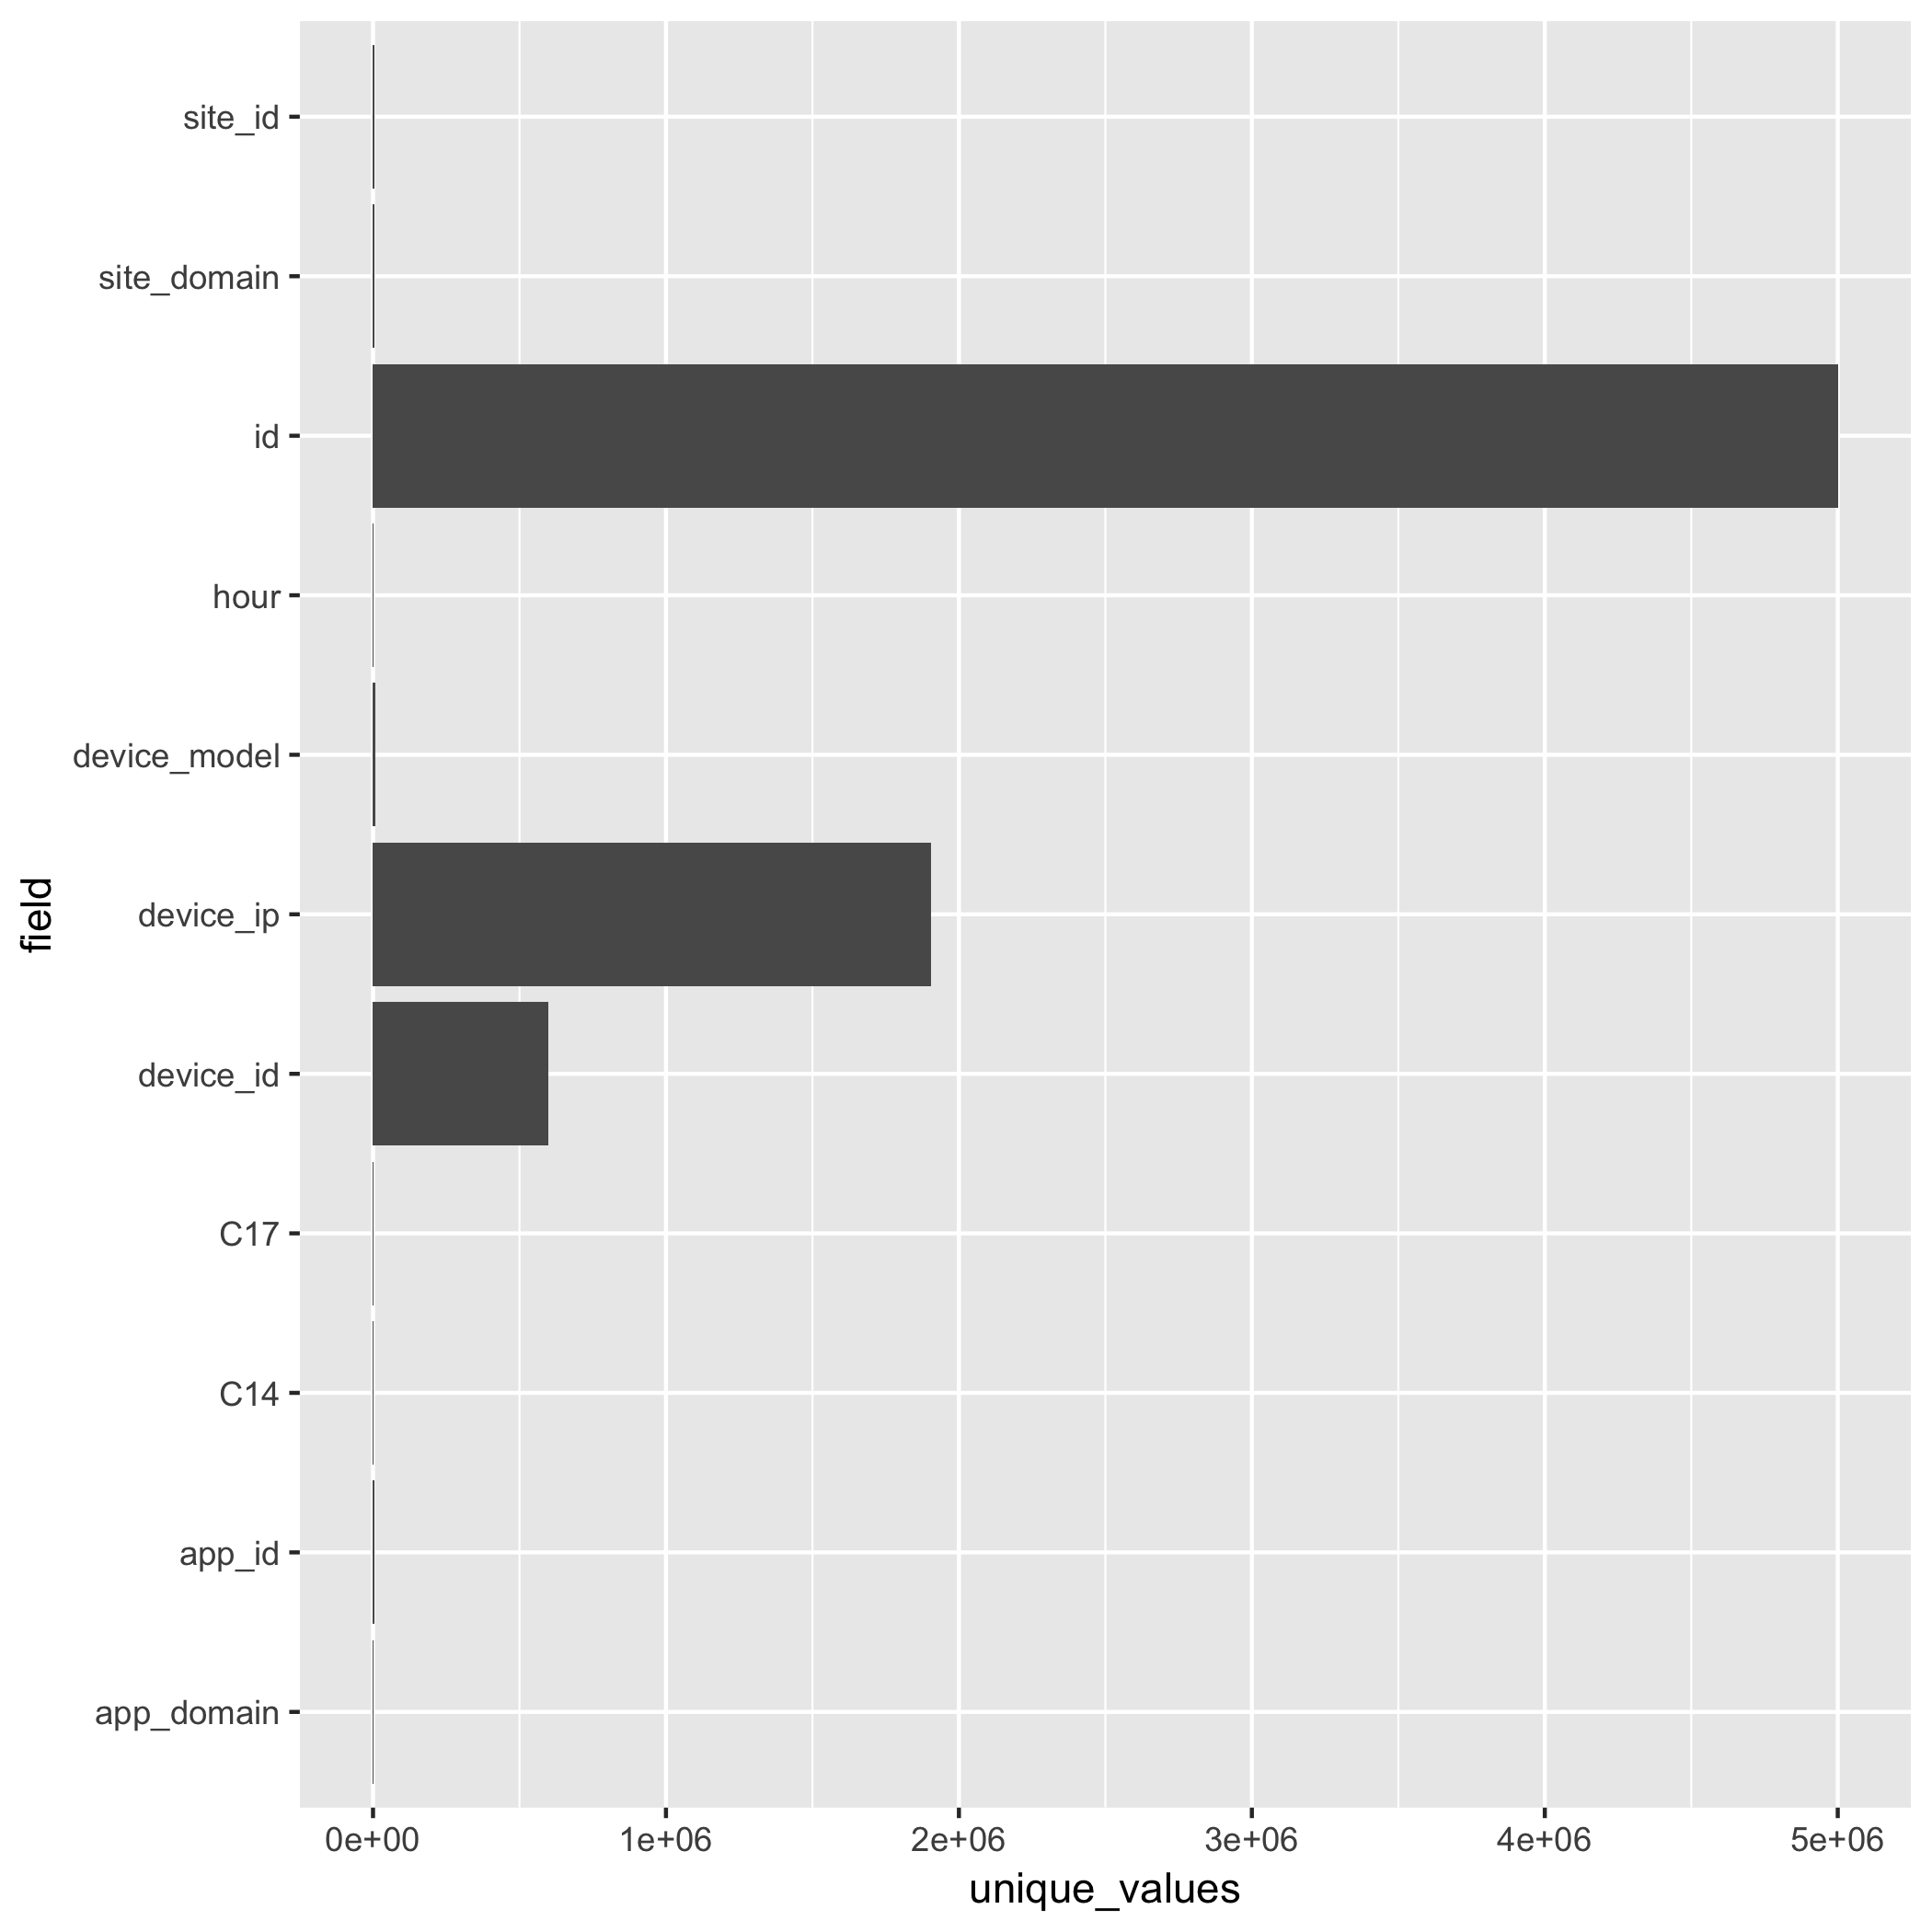 site_id
site_domain
id
hour
device_model
device_ip
device_id
C17
C14
app_id
app_domain
field
0e+00 1e+06 2e+06 3e+06 4e+06 5e+06
unique_values